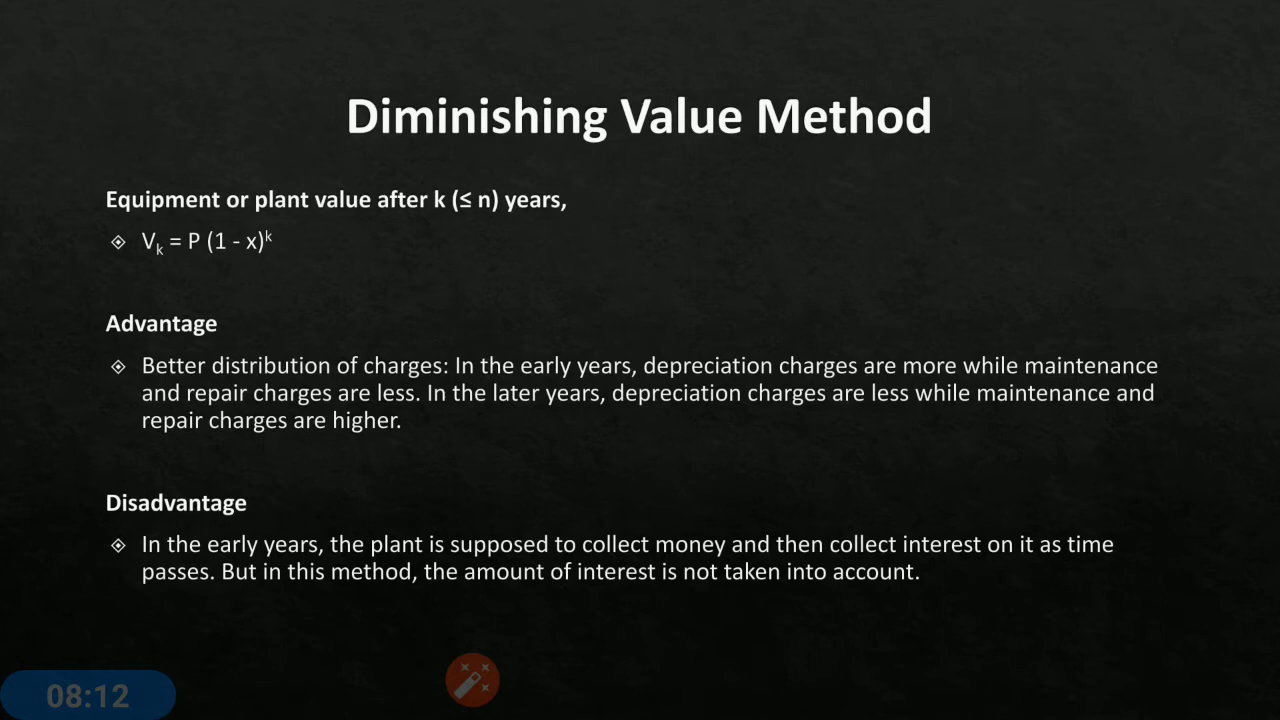 Diminishing Value Method
Equipment or plant value after k (≤ n) years,
V_k = P (1 - x)^k
Advantage
Better distribution of charges: In the early years, depreciation charges are more while maintenance
and repair charges are less. In the later years, depreciation charges are less while maintenance and
repair charges are higher.
Disadvantage
In the early years, the plant is supposed to collect money and then collect interest on it as time
passes. But in this method, the amount of interest is not taken into account.
08:12